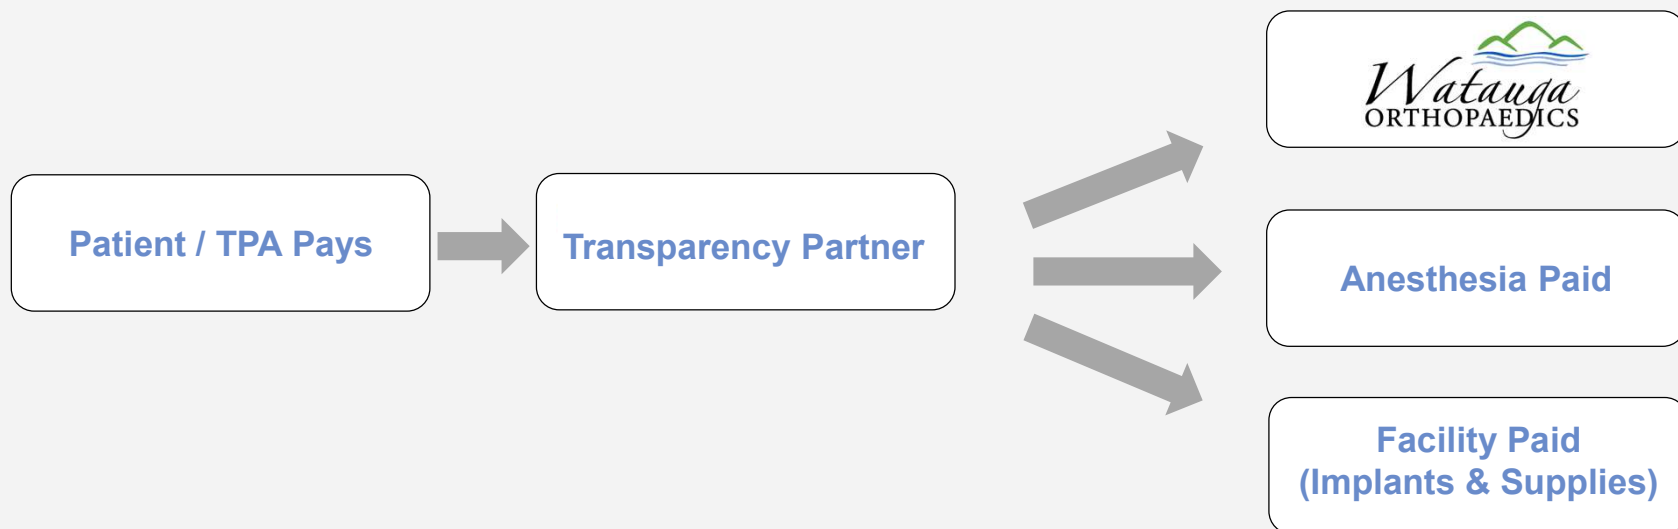 Patient / TPA Pays
Transparency Partner
Watauga
ORTHOPAEDICS
Anesthesia Paid
Facility Paid
(Implants & Supplies)